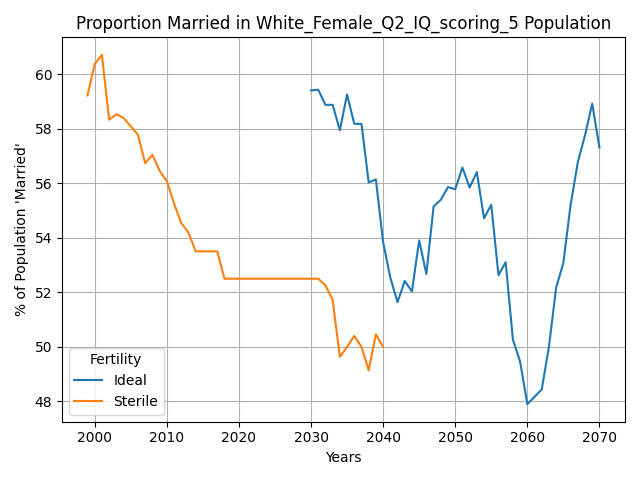 Proportion Married in White_Female_Q2_IQ_scoring_5 Population
% of Population 'Married'
60
58
56
54
52
50
48
Fertility
Ideal
Sterile
2000 2010 2020 2030 2040 2050 2060 2070
Years